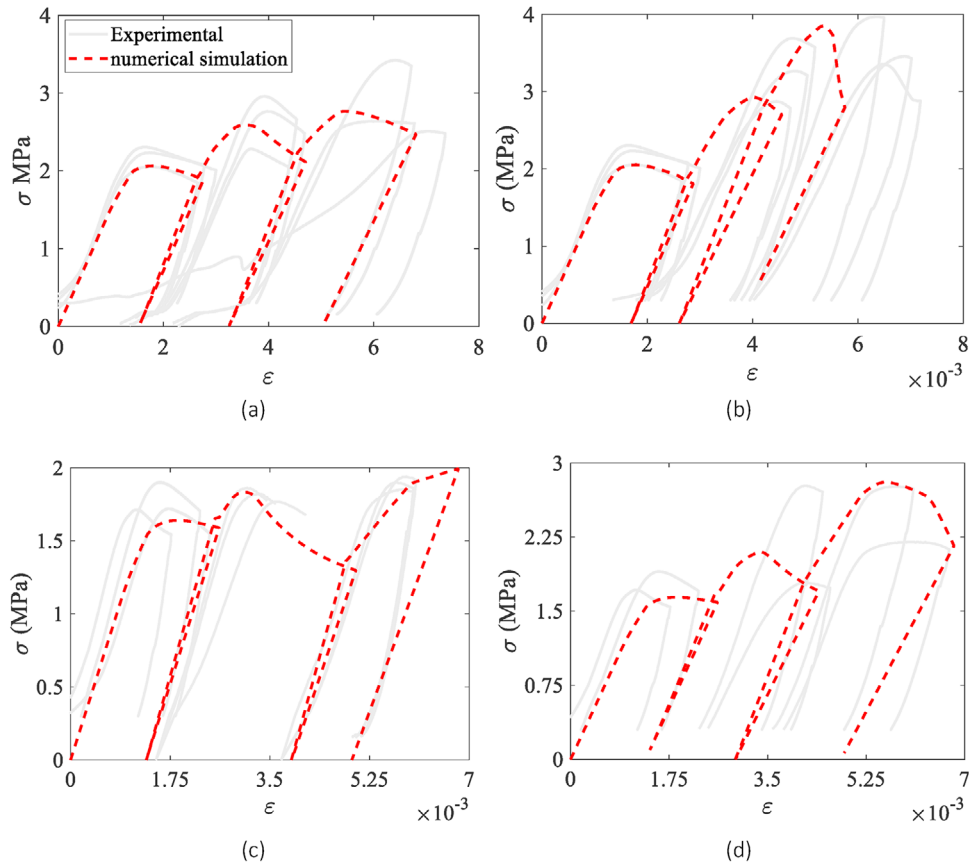 4
3
2
1
0
σ MPa
Experimental
numerical simulation
0 2 4 6 8
ε
(a)
4
3
2
1
0
σ (MPa)
0 2 4 6 8
ε
×10⁻³
(b)
2
1.5
1
0.5
0
σ (MPa)
0 1.75 3.5 5.25 7
ε
×10⁻³
(c)
3
2.25
1.5
0.75
0
σ (MPa)
0 1.75 3.5 5.25 7
ε
×10⁻³
(d)